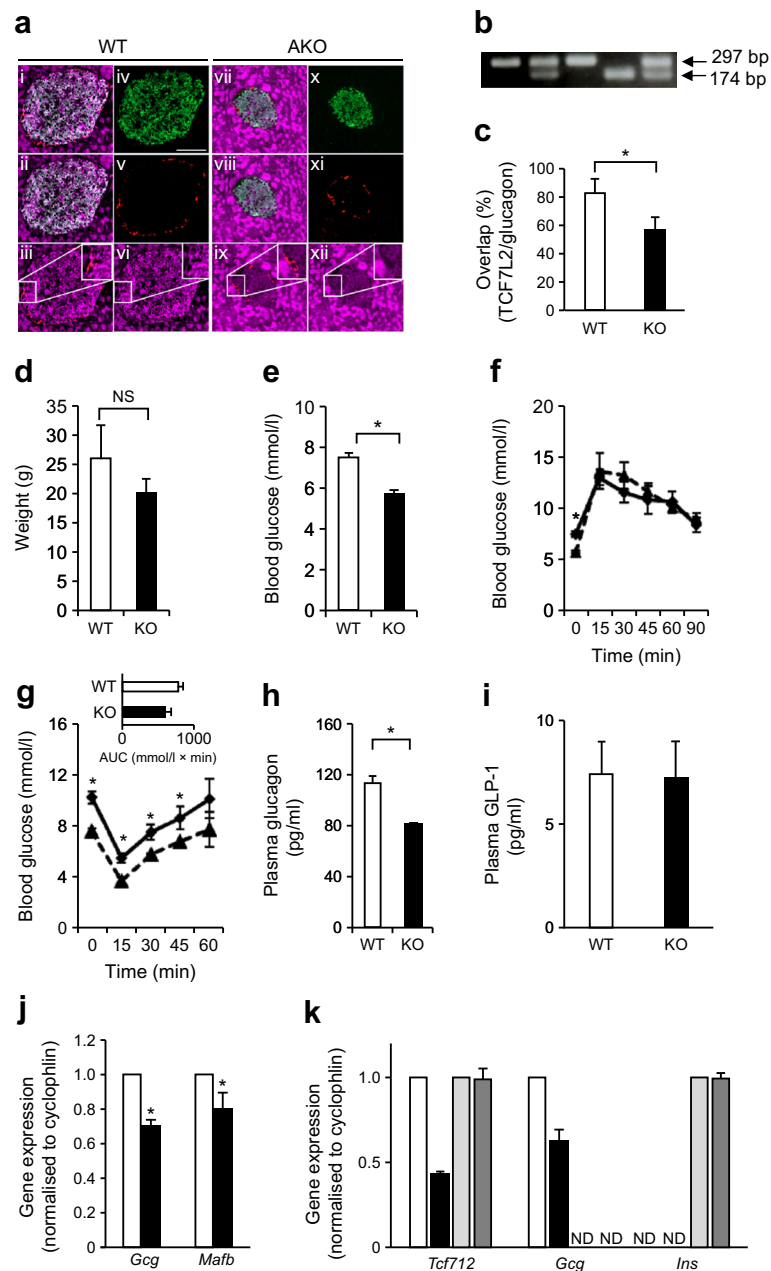 a
WT
AKO
i
iv
vii
x
ii
v
viii
xi
iii
vi
ix
xii
b
297 bp
174 bp
c
Overlap (%)
(TCF7L2/glucagon)
100
80
60
40
20
0
*
WT
KO
d
Weight (g)
35
30
25
20
15
10
5
0
NS
WT
KO
e
Blood glucose (mmol/l)
8
6
4
2
0
*
WT
KO
f
Blood glucose (mmol/l)
20
15
10
5
0
*
0 15 30 45 60 90
Time (min)
g
WT
KO
0 1000
AUC (mmol/l × min)
Blood glucose (mmol/l)
16
12
8
4
0
* * * *
0 15 30 45 60
Time (min)
h
Plasma glucagon
(pg/ml)
160
120
80
40
0
*
WT
KO
i
Plasma GLP-1
(pg/ml)
10
5
0
WT
KO
j
Gene expression
(normalised to cyclophlin)
1.2
1.0
0.8
0.6
0.4
0.2
0
* *
Gcg
Mafb
k
Gene expression
(normalised to cyclophlin)
1.0
0.5
0
ND ND ND ND
Tcf712
Gcg
Ins